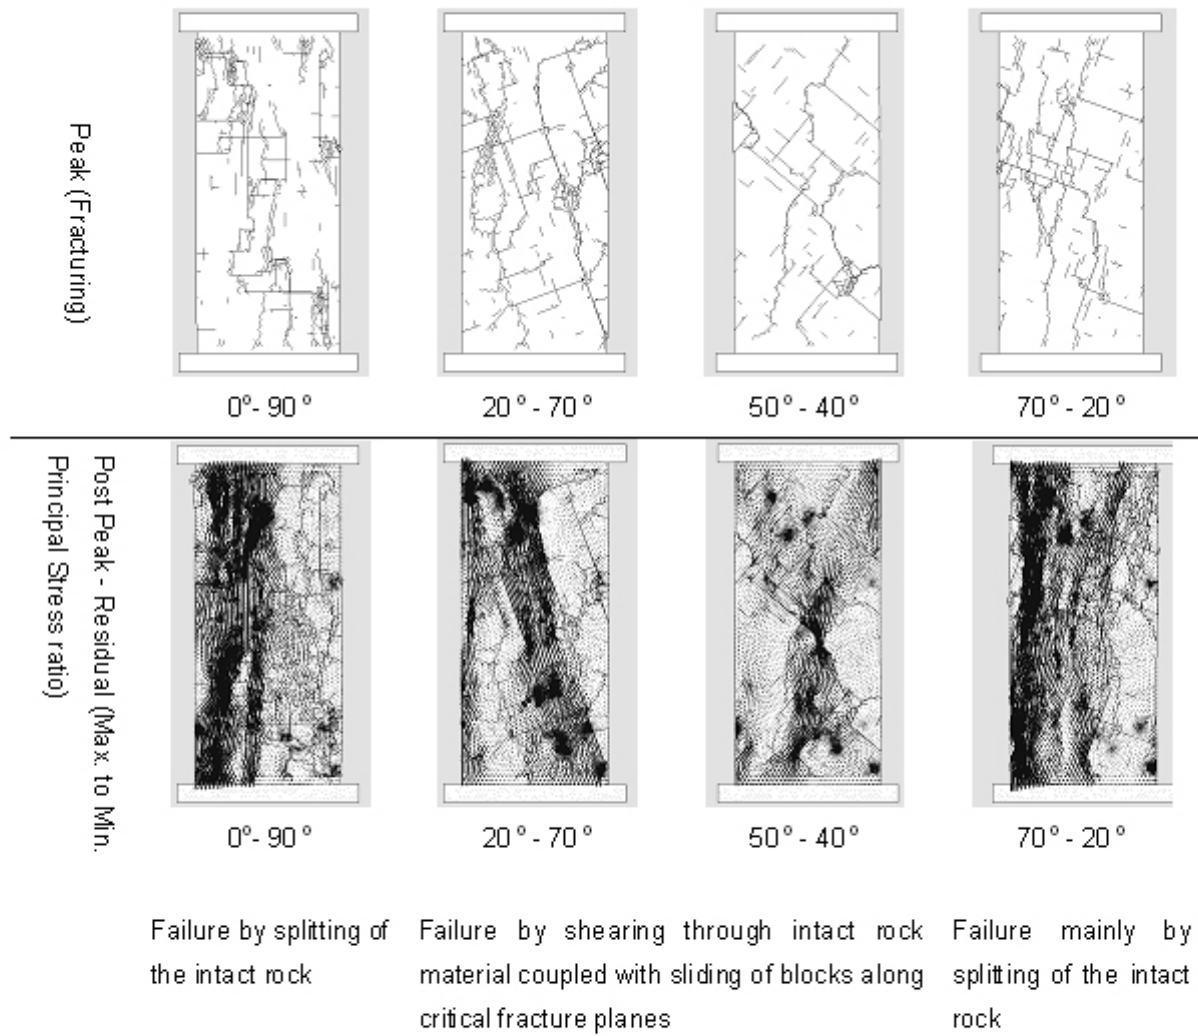 Peak (Fracturing)
0º- 90 º
20 º - 70 º
50 º - 40 º
70 º - 20 º
Post Peak - Residual (Max. to Min.
Principal Stress ratio)
0º- 90 º
20 º - 70 º
50 º - 40 º
70 º - 20 º
Failure by splitting of
the intact rock
Failure by shearing through intact rock
material coupled with sliding of blocks along
critical fracture planes
Failure mainly by
splitting of the intact
rock